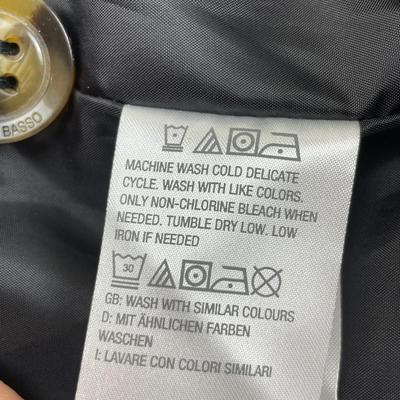 BASSO
MACHINE WASH COLD DELICATE
CYCLE. WASH WITH LIKE COLORS.
ONLY NON-CHLORINE BLEACH WHEN
NEEDED. TUMBLE DRY LOW. LOW
IRON IF NEEDED
30
GB: WASH WITH SIMILAR COLOURS
D: MIT ÄHNLICHEN FARBEN
WASCHEN
I: LAVARE CON COLORI SIMILARI